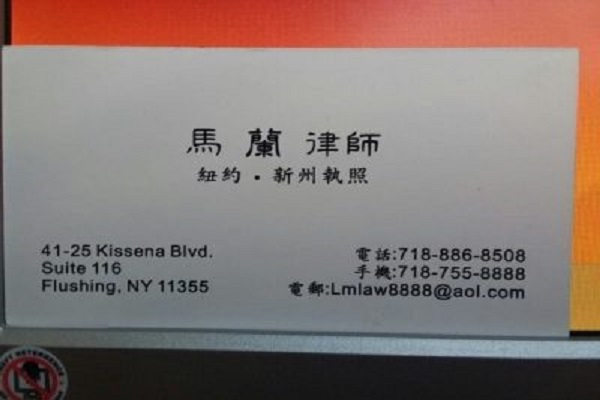 馬 蘭 律師
紐約・新州執照
41-25 Kissena Blvd.
Suite 116
Flushing, NY 11355
電話:718-886-8508
手機:718-755-8888
電郵:Lmlaw8888@aol.com